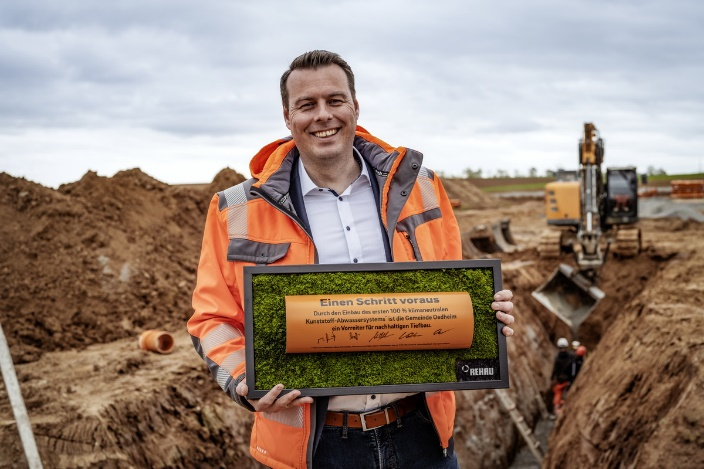 Einen Schritt voraus
Durch den Einbau des ersten 100 % klimaneutralen
Kunststoff-Abwassersystems ist die Gemeinde Oedheim
ein Vorreiter für nachhaltigen Tiefbau.
REHAU